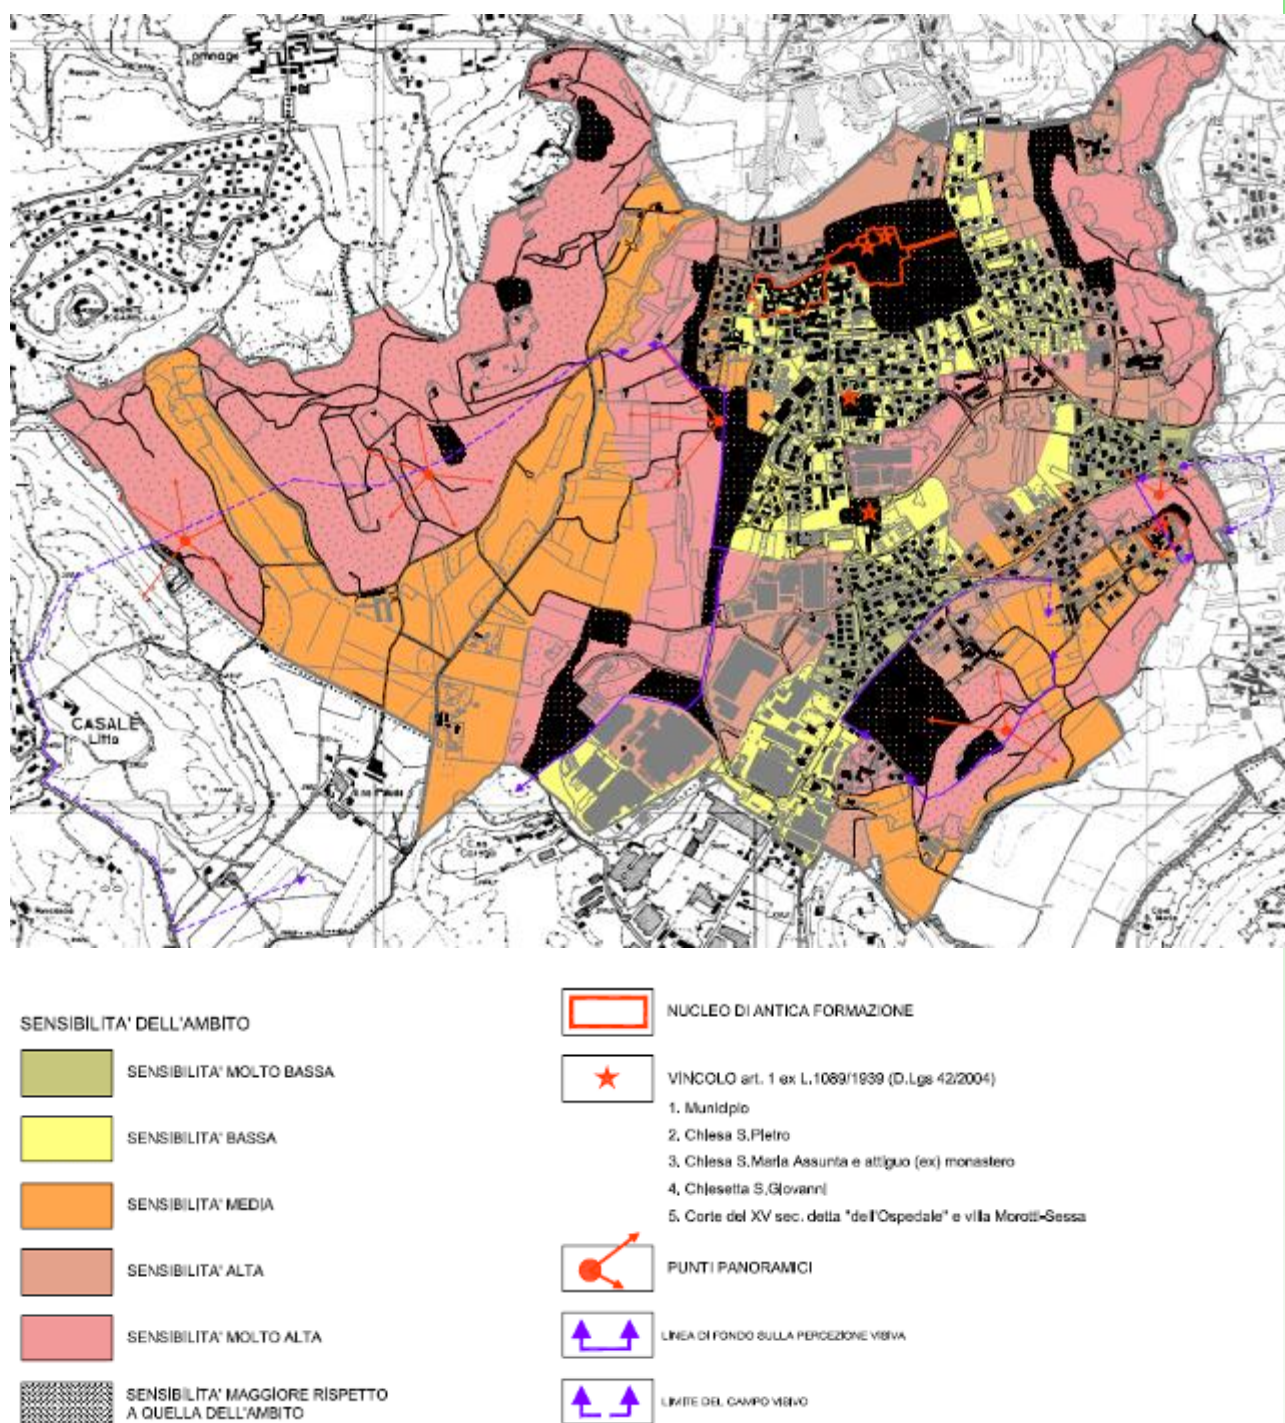 CASALE
Litta
SENSIBILITA' DELL'AMBITO
SENSIBILITA' MOLTO BASSA
SENSIBILITA' BASSA
SENSIBILITA' MEDIA
SENSIBILITA' ALTA
SENSIBILITA' MOLTO ALTA
SENSIBILITA' MAGGIORE RISPETTO
A QUELLA DELL'AMBITO
NUCLEO DI ANTICA FORMAZIONE
VINCOLO art. 1 ex L.1089/1939 (D.Lgs 42/2004)
1. Municipio
2. Chiesa S.Pietro
3. Chiesa S.Maria Assunta e attiguo (ex) monastero
4. Chiesetta S.Giovanni
5. Corte del XV sec. detta "dell'Ospedale" e villa Morotti-Sessa
PUNTI PANORAMICI
LINEA DI FONDO SULLA PERCEZIONE VISIVA
LIMITE DEL CAMPO VISIVO